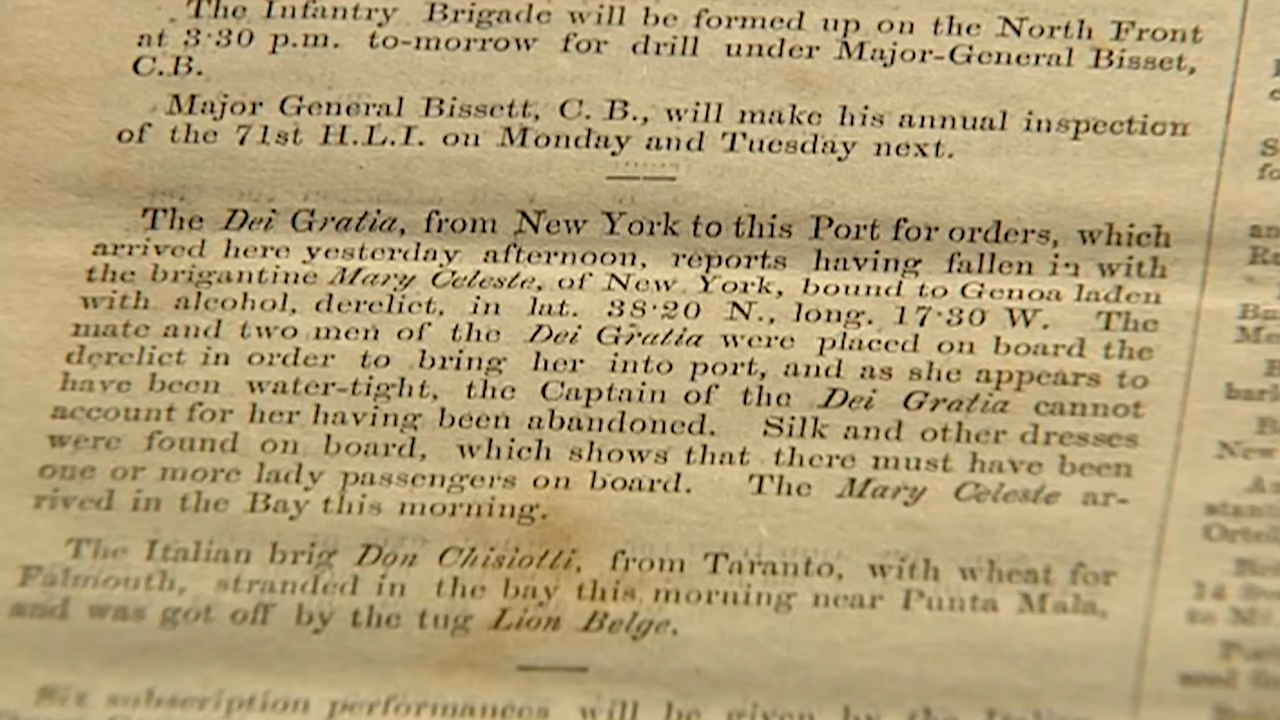 The Infantry Brigade will be formed up on the North Front
at 3·30 p.m. to-morrow for drill under Major-General Bisset,
C.B.
Major General Bissett, C. B., will make his annual inspection
of the 71st H.L.I. on Monday and Tuesday next.
The Dei Gratia, from New York to this Port for orders, which
arrived here yesterday afternoon, reports having fallen in with
the brigantine Mary Celeste, of New York, bound to Genoa laden
with alcohol, derelict, in lat. 38·20 N., long. 17·30 W. The
mate and two men of the Dei Gratia were placed on board the
derelict in order to bring her into port, and as she appears to
have been water-tight, the Captain of the Dei Gratia cannot
account for her having been abandoned. Silk and other dresses
were found on board, which shows that there must have been
one or more lady passengers on board. The Mary Celeste ar-
rived in the Bay this morning.
The Italian brig Don Chisiotti, from Taranto, with wheat for
Falmouth, stranded in the bay this morning near Punta Mala,
and was got off by the tug Lion Belge.
Six subscription performances will be given by the Italian